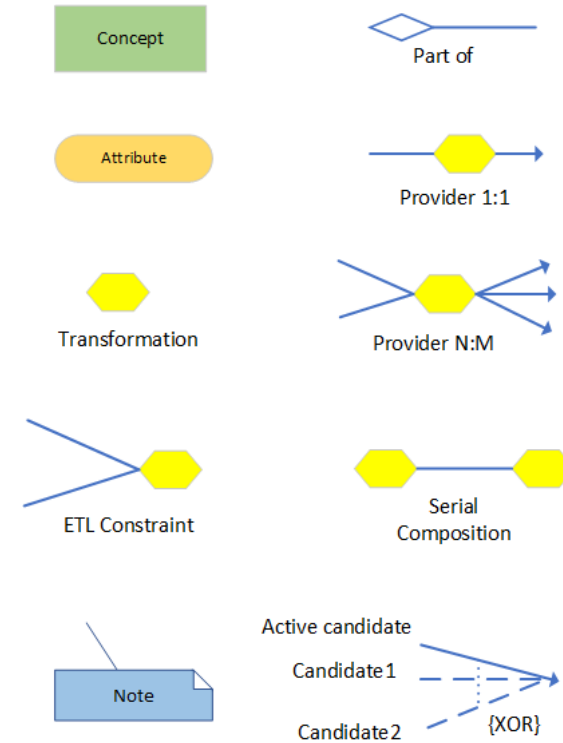 Concept
Part of
Attribute
Provider 1:1
Transformation
Provider N:M
ETL Constraint
Serial
Composition
Note
Active candidate
Candidate1
Candidate2
{XOR}